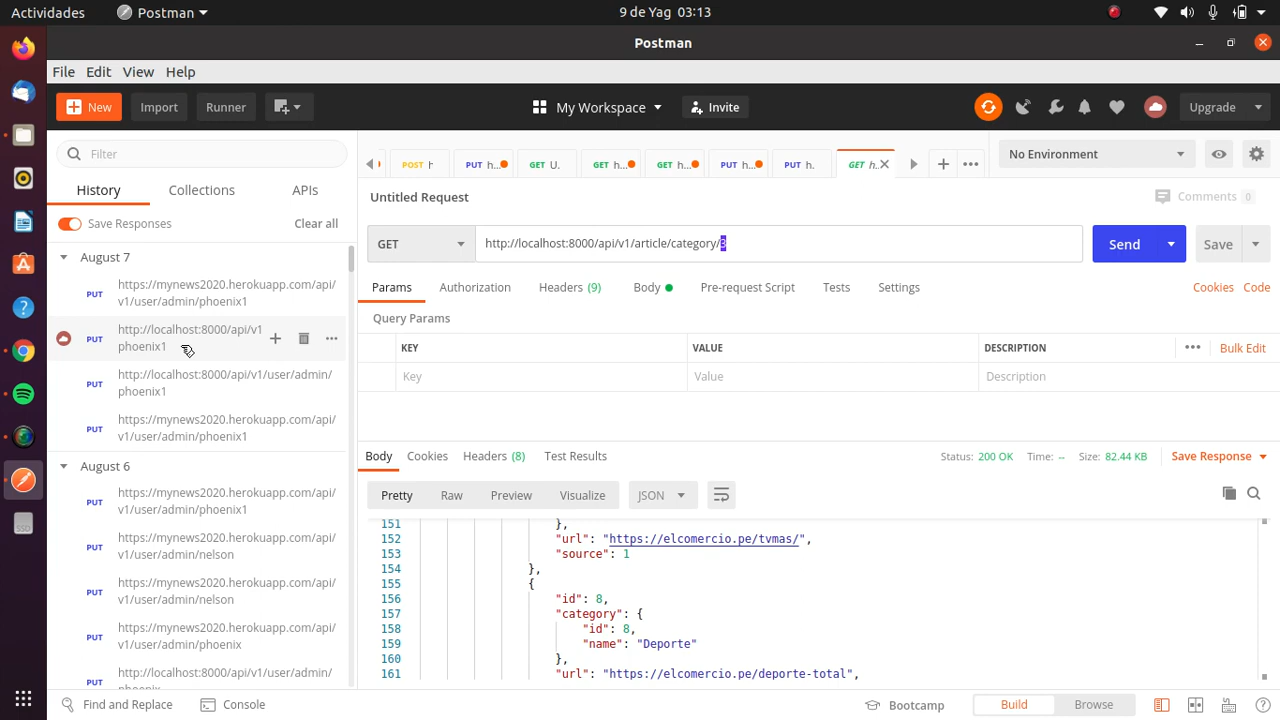 Actividades Postman 9 de Yag 03:13
Postman
File Edit View Help
New Import Runner My Workspace Invite Upgrade
Filter
History Collections APIs
Save Responses Clear all
August 7
PUT https://mynews2020.herokuapp.com/api/
v1/user/admin/phoenix1
PUT http://localhost:8000/api/v1
phoenix1
PUT http://localhost:8000/api/v1/user/admin/
phoenix1
PUT https://mynews2020.herokuapp.com/api/
v1/user/admin/phoenix1
August 6
PUT https://mynews2020.herokuapp.com/api/
v1/user/admin/phoenix1
PUT http://localhost:8000/api/v1/user/
v1/user/admin/nelson
PUT https://mynews2020.herokuapp.com/api/
v1/user/admin/nelson
PUT https://mynews2020.herokuapp.com/api/
v1/user/admin/phoenix
PUT http://localhost:8000/api/v1/user/admin/
phoenix
POST h PUT h... GET U. GET h... GET h... PUT h... PUT h. GET h.
No Environment
Untitled Request Comments 0
GET http://localhost:8000/api/v1/article/category/3 Send Save
Params Authorization Headers (9) Body Pre-request Script Tests Settings Cookies Code
Query Params
KEY VALUE DESCRIPTION Bulk Edit
Key Value Description
Body Cookies Headers (8) Test Results Status: 200 OK Time: -- Size: 82.44 KB Save Response
Pretty Raw Preview Visualize JSON
151 },
152 "url": "https://elcomercio.pe/tvmas/",
153 "source": 1
154 },
155 {
156 "id": 8,
157 "category": {
158 "id": 8,
159 "name": "Deporte"
160 },
161 "url": "https://elcomercio.pe/deporte-total",
Find and Replace Console Bootcamp Build Browse